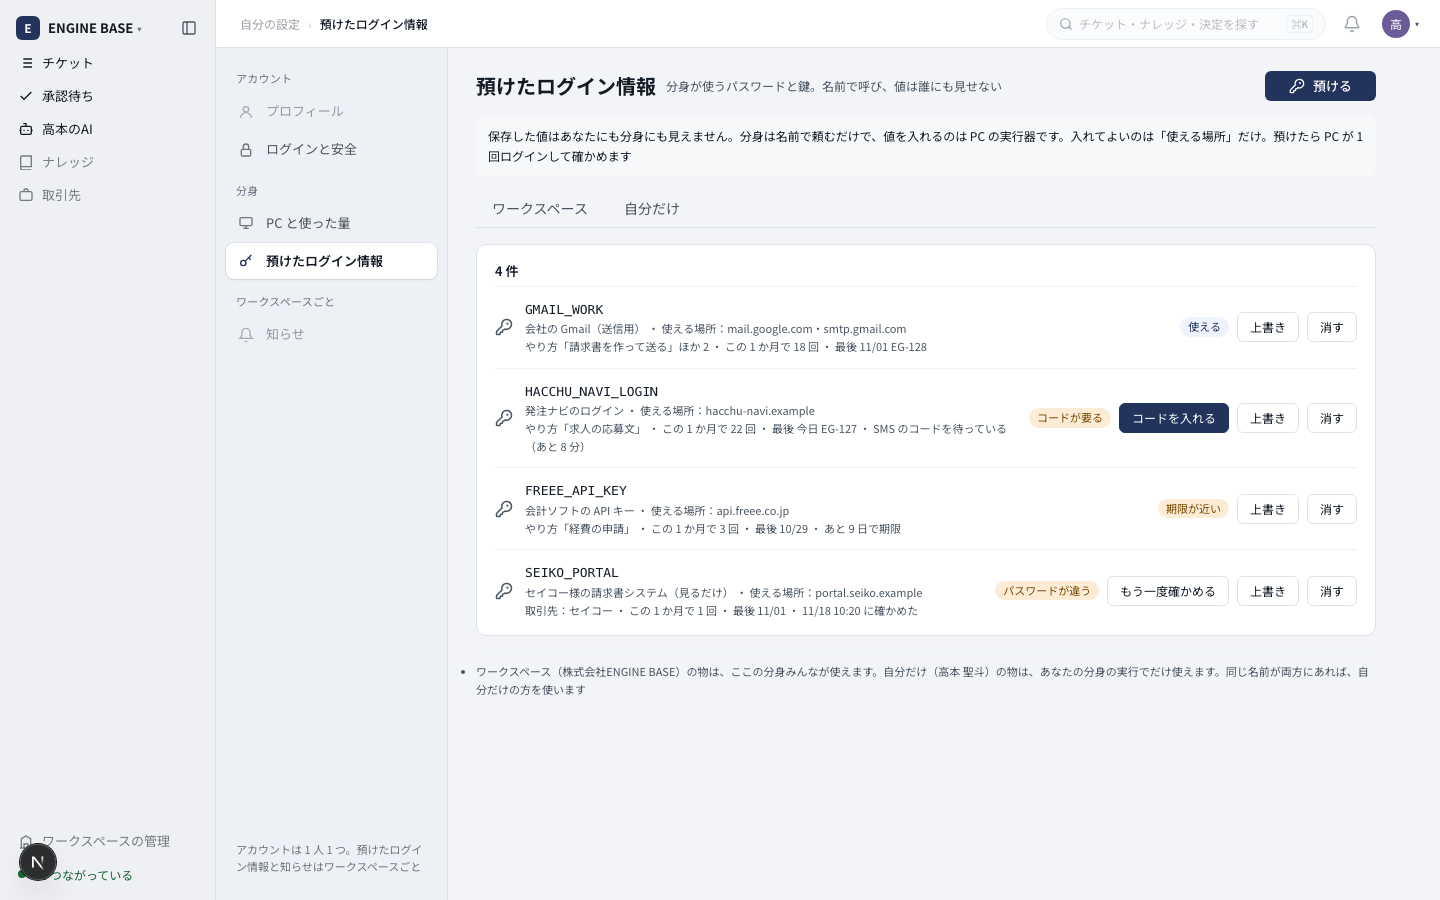 E ENGINE BASE
チケット
承認待ち
高本のAI
ナレッジ
取引先
ワークスペースの管理
N
つながっている
自分の設定 › 預けたログイン情報
チケット・ナレッジ・決定を探す ⌘K
高
アカウント
プロフィール
ログインと安全
分身
PC と使った量
預けたログイン情報
ワークスペースごと
知らせ
アカウントは 1 人 1 つ。預けたログイ
ン情報と知らせはワークスペースごと
預けたログイン情報 分身が使うパスワードと鍵。名前で呼び、値は誰にも見せない
預ける
保存した値はあなたにも分身にも見えません。分身は名前で頼むだけで、値を入れるのは PC の実行器です。入れてよいのは「使える場所」だけ。預けたら PC が 1
回ログインして確かめます
ワークスペース 自分だけ
4 件
GMAIL_WORK
会社の Gmail（送信用） ・ 使える場所：mail.google.com・smtp.gmail.com
やり方「請求書を作って送る」ほか 2 ・ この 1 か月で 18 回 ・ 最後 11/01 EG-128
使える 上書き 消す
HACCHU_NAVI_LOGIN
発注ナビのログイン ・ 使える場所：hacchu-navi.example
やり方「求人の応募文」 ・ この 1 か月で 22 回 ・ 最後 今日 EG-127 ・ SMS のコードを待っている
（あと 8 分）
コードが要る コードを入れる 上書き 消す
FREEE_API_KEY
会計ソフトの API キー ・ 使える場所：api.freee.co.jp
やり方「経費の申請」 ・ この 1 か月で 3 回 ・ 最後 10/29 ・ あと 9 日で期限
期限が近い 上書き 消す
SEIKO_PORTAL
セイコー様の請求書システム（見るだけ） ・ 使える場所：portal.seiko.example
取引先：セイコー ・ この 1 か月で 1 回 ・ 最後 11/01 ・ 11/18 10:20 に確かめた
パスワードが違う もう一度確かめる 上書き 消す
• ワークスペース（株式会社ENGINE BASE）の物は、ここの分身みんなが使えます。自分だけ（高本 聖斗）の物は、あなたの分身の実行でだけ使えます。同じ名前が両方にあれば、自
分だけの方を使います